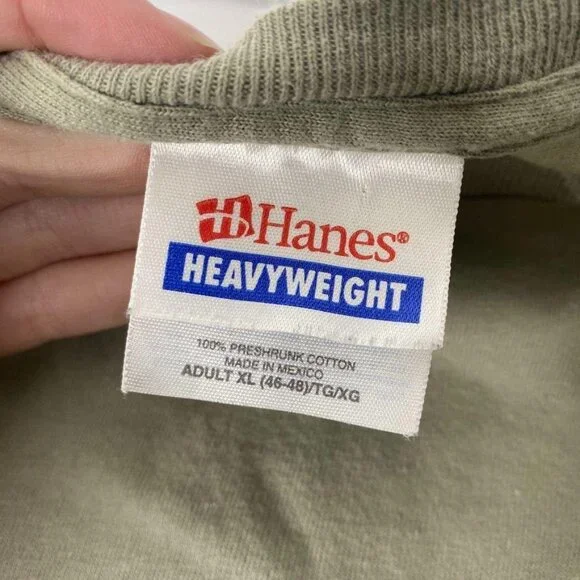 H Hanes®
HEAVYWEIGHT
100% PRESHRUNK COTTON
MADE IN MEXICO
ADULT XL (46-48)/TG/XG